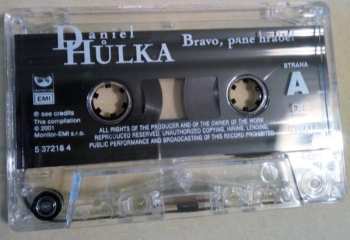 Daniel
HŮLKA
Bravo, pane hrabě!
EMI
STRANA
A
℗ see credits
This compilation
© 2001
Monitor-EMI s.r.o.
5 37218 4
ALL RIGHTS OF THE PRODUCER AND OF THE OWNER OF THE WORK
REPRODUCED RESERVED. UNAUTHORIZED COPYING, HIRING, LENDING,
PUBLIC PERFORMANCE AND BROADCASTING OF THIS RECORD PROHIBITED